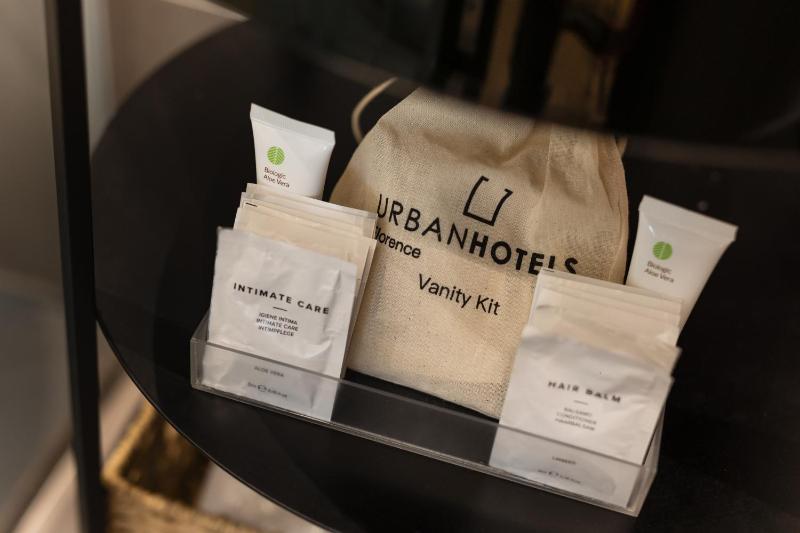 Biologic
Aloe Vera
INTIMATE CARE
IGIENE INTIMA
INTIMATE CARE
INTIMPFLEGE
ALOE VERA
URBANHOTELS
lorence
Vanity Kit
Biologic
Aloe Vera
HAIR BALM
BALSAMO
CONDITIONER
HAARBALSAM